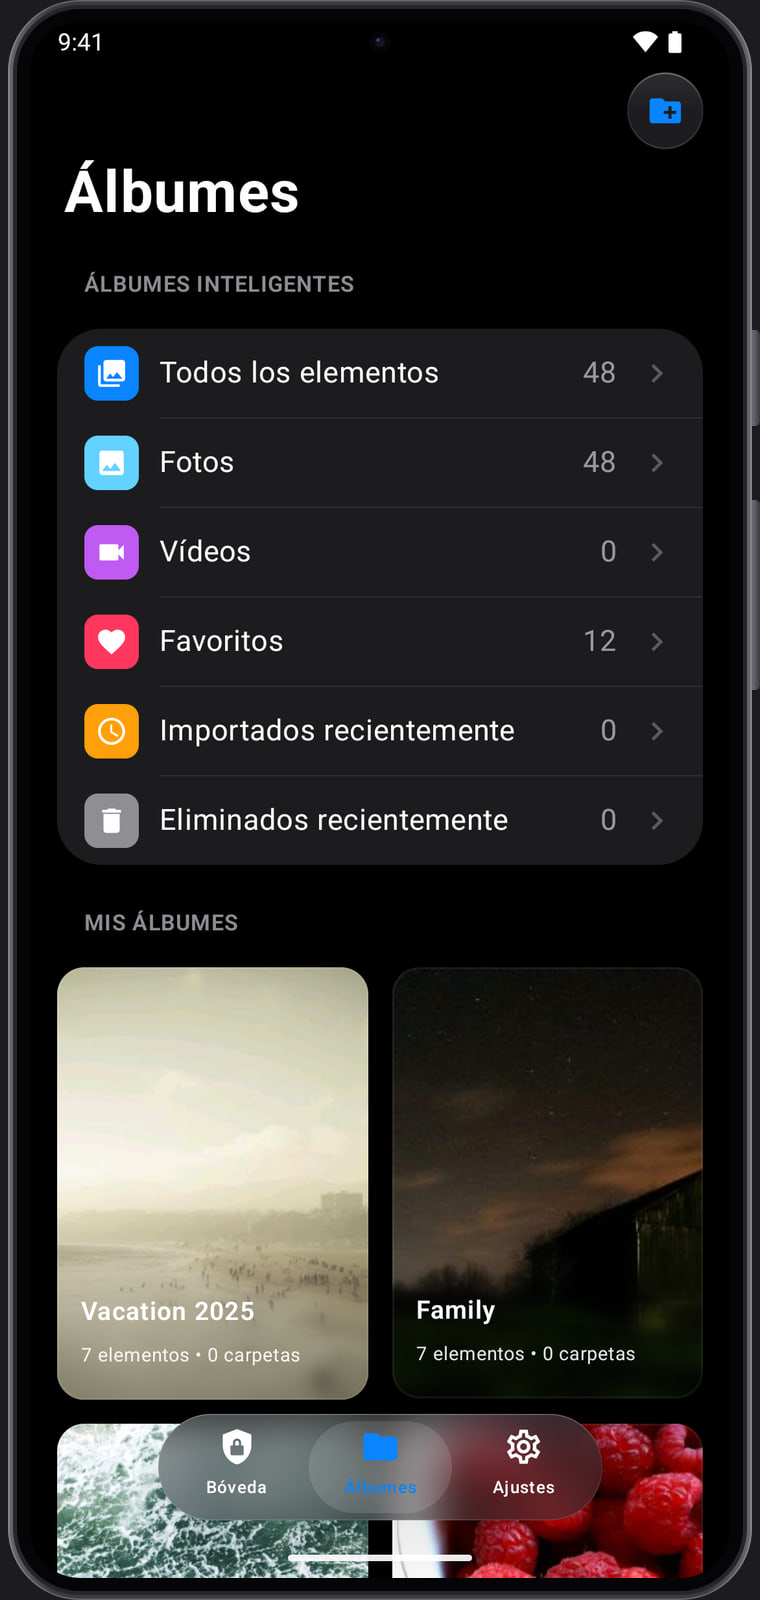 9:41
Álbumes
ÁLBUMES INTELIGENTES
Todos los elementos 48
Fotos 48
Vídeos 0
Favoritos 12
Importados recientemente 0
Eliminados recientemente 0
MIS ÁLBUMES
Vacation 2025
7 elementos • 0 carpetas
Family
7 elementos • 0 carpetas
Bóveda
Álbumes
Ajustes